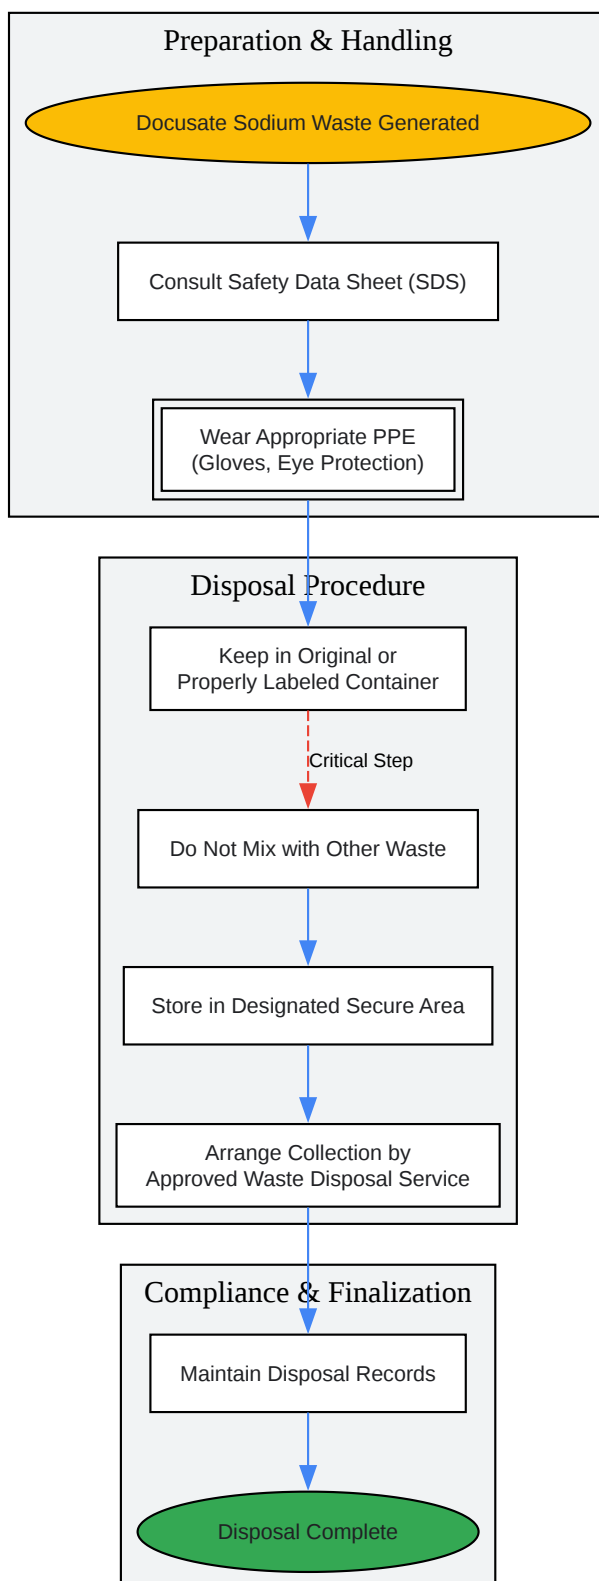 Preparation & Handling
Docusate Sodium Waste Generated
Consult Safety Data Sheet (SDS)
Wear Appropriate PPE
(Gloves, Eye Protection)
Disposal Procedure
Keep in Original or
Properly Labeled Container
Critical Step
Do Not Mix with Other Waste
Store in Designated Secure Area
Arrange Collection by
Approved Waste Disposal Service
Compliance & Finalization
Maintain Disposal Records
Disposal Complete